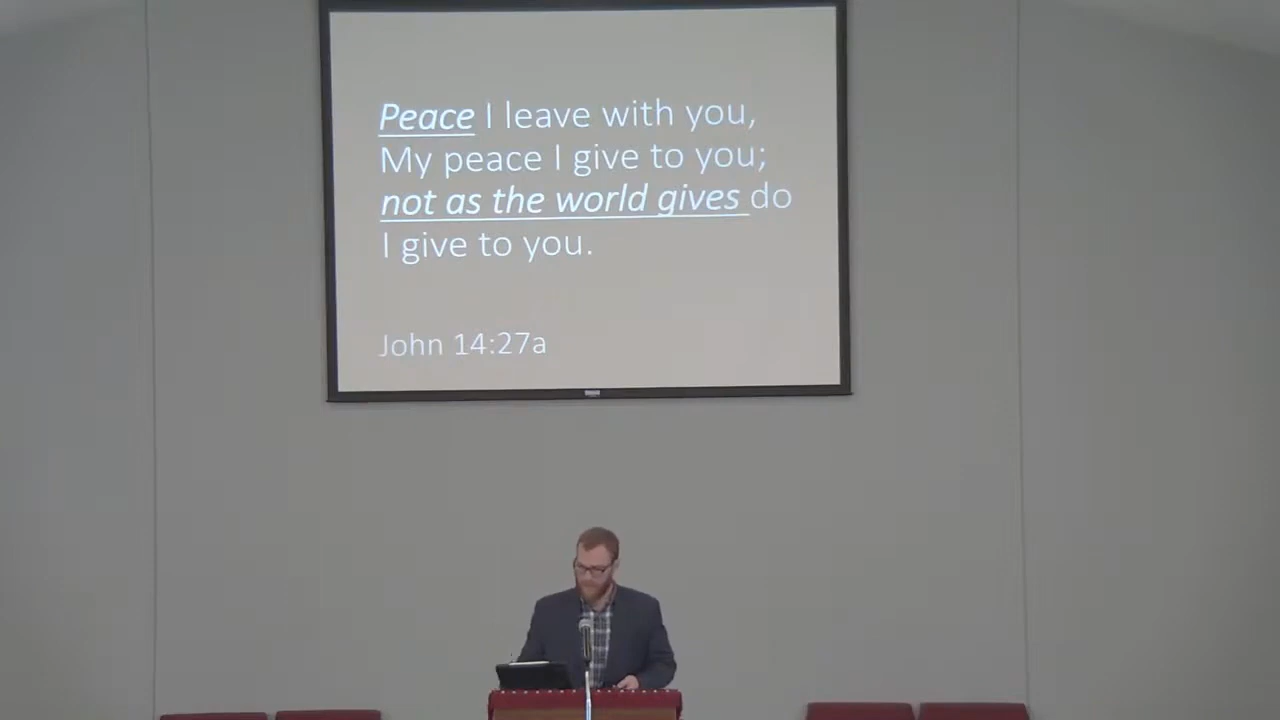 Peace I leave with you,
My peace I give to you;
not as the world gives do
I give to you.
John 14:27a